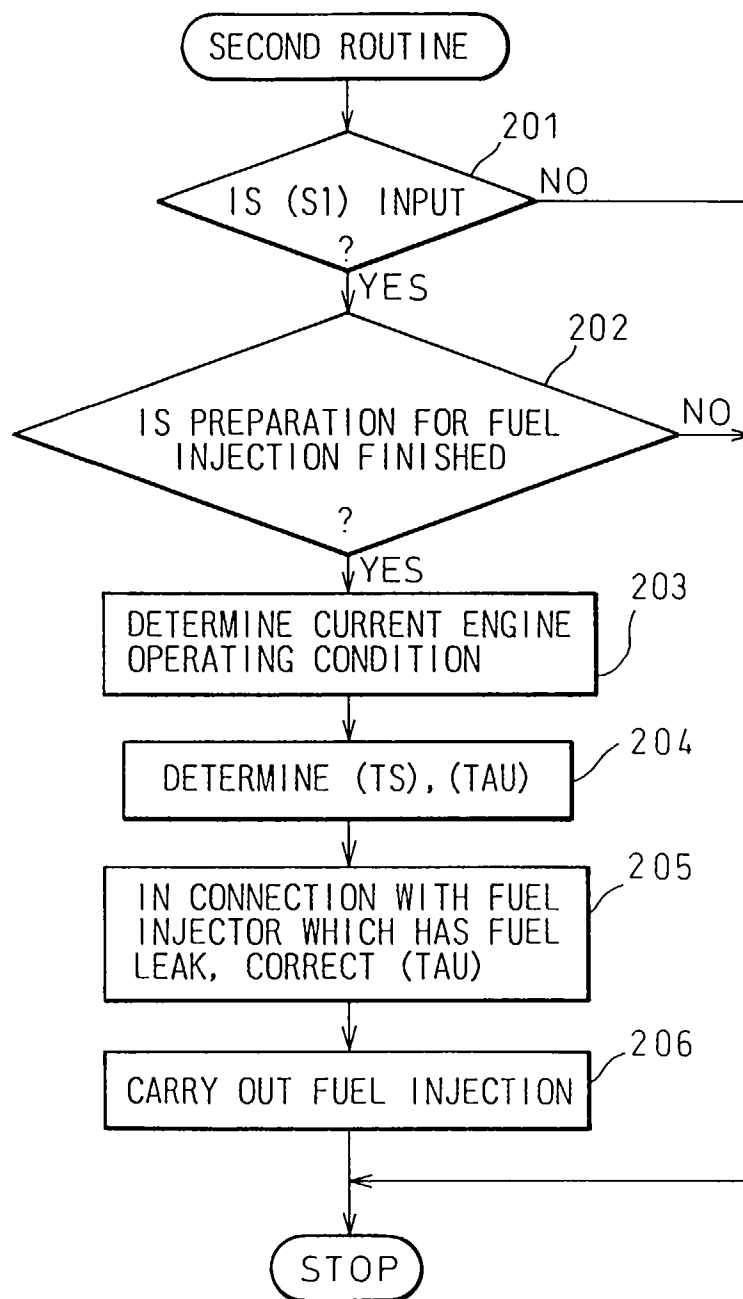 SECOND ROUTINE
201
IS (S1) INPUT
?
NO
YES
202
IS PREPARATION FOR FUEL
INJECTION FINISHED
?
NO
YES
203
DETERMINE CURRENT ENGINE
OPERATING CONDITION
204
DETERMINE (TS), (TAU)
205
IN CONNECTION WITH FUEL
INJECTOR WHICH HAS FUEL
LEAK, CORRECT (TAU)
206
CARRY OUT FUEL INJECTION
STOP